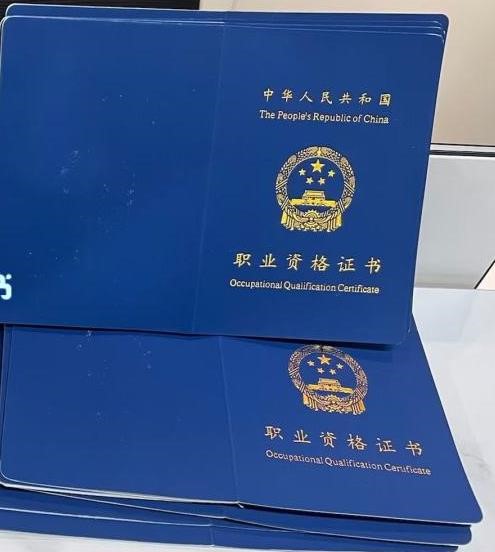 中华人民共和国
The People's Republic of China
职业资格证书
Occupational Qualification Certificate
书
职业资格证书
Occupational Qualification Certificate